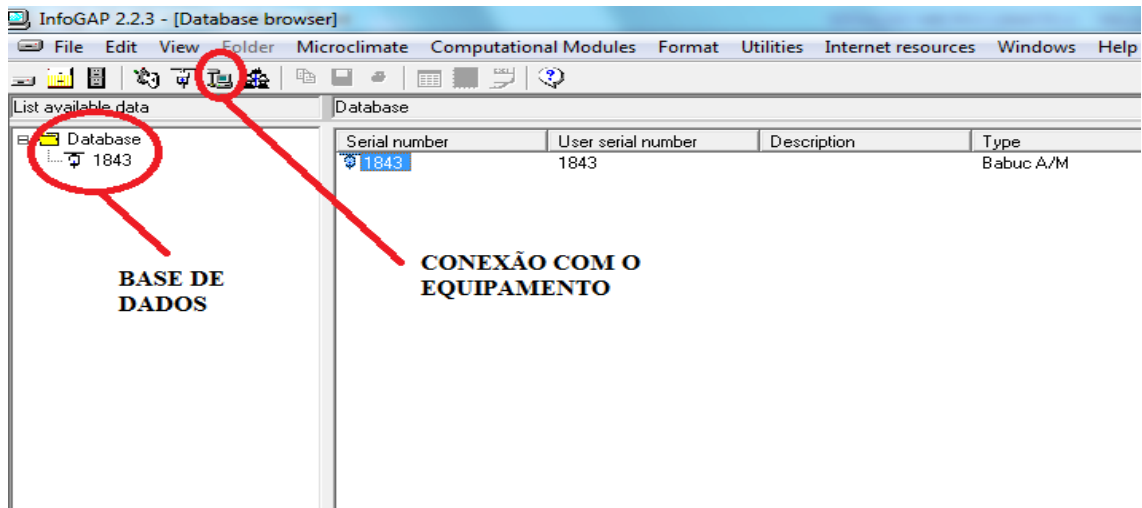 InfoGAP 2.2.3 - [Database browser]
File Edit View Folder Microclimate Computational Modules Format Utilities Internet resources Windows Help
List available data
Database
Database
1843
Serial number User serial number Description Type
1843 1843 Babuc A/M
BASE DE
DADOS
CONEXÃO COM O
EQUIPAMENTO